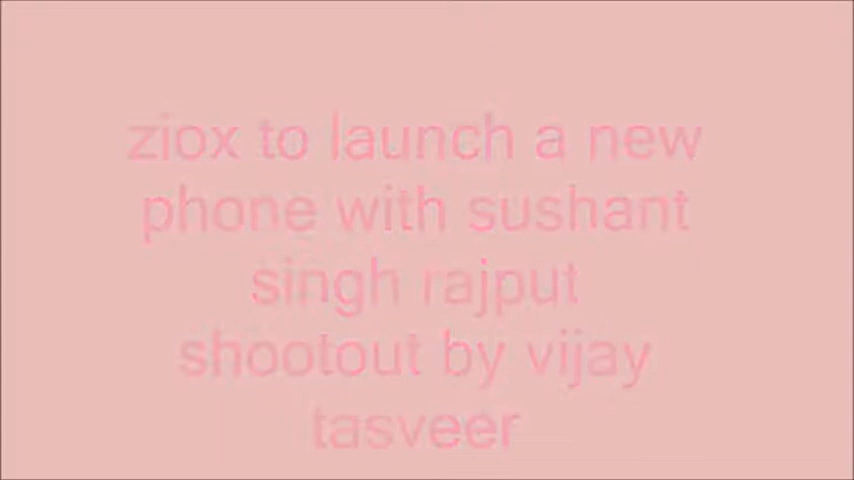 ziox to launch a new
phone with sushant
singh rajput
shootout by vijay
tasveer